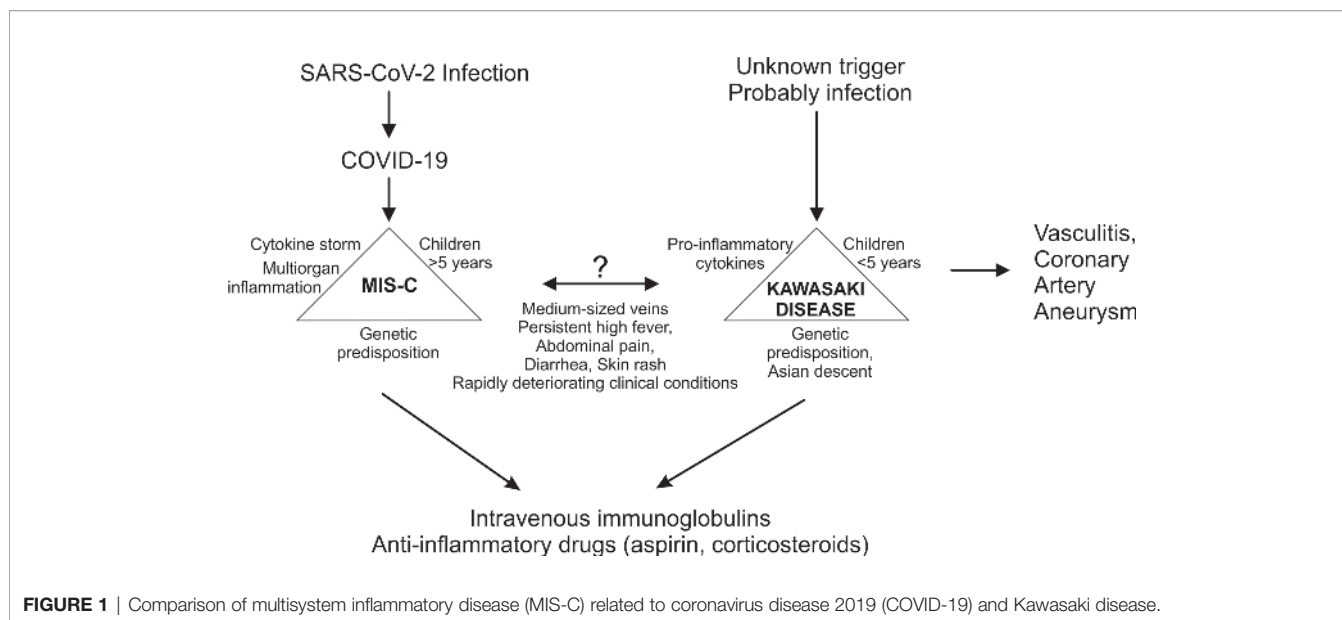 SARS-CoV-2 Infection
COVID-19
Cytokine storm
Multiorgan
inflammation
Children
>5 years
MIS-C
Genetic
predisposition
?
Medium-sized veins
Persistent high fever,
Abdominal pain,
Diarrhea, Skin rash
Rapidly deteriorating clinical conditions
Unknown trigger
Probably infection
Pro-inflammatory
cytokines
Children
<5 years
KAWASAKI
DISEASE
Genetic
predisposition,
Asian descent
Vasculitis,
Coronary
Artery
Aneurysm
Intravenous immunoglobulins
Anti-inflammatory drugs (aspirin, corticosteroids)
FIGURE 1 | Comparison of multisystem inflammatory disease (MIS-C) related to coronavirus disease 2019 (COVID-19) and Kawasaki disease.